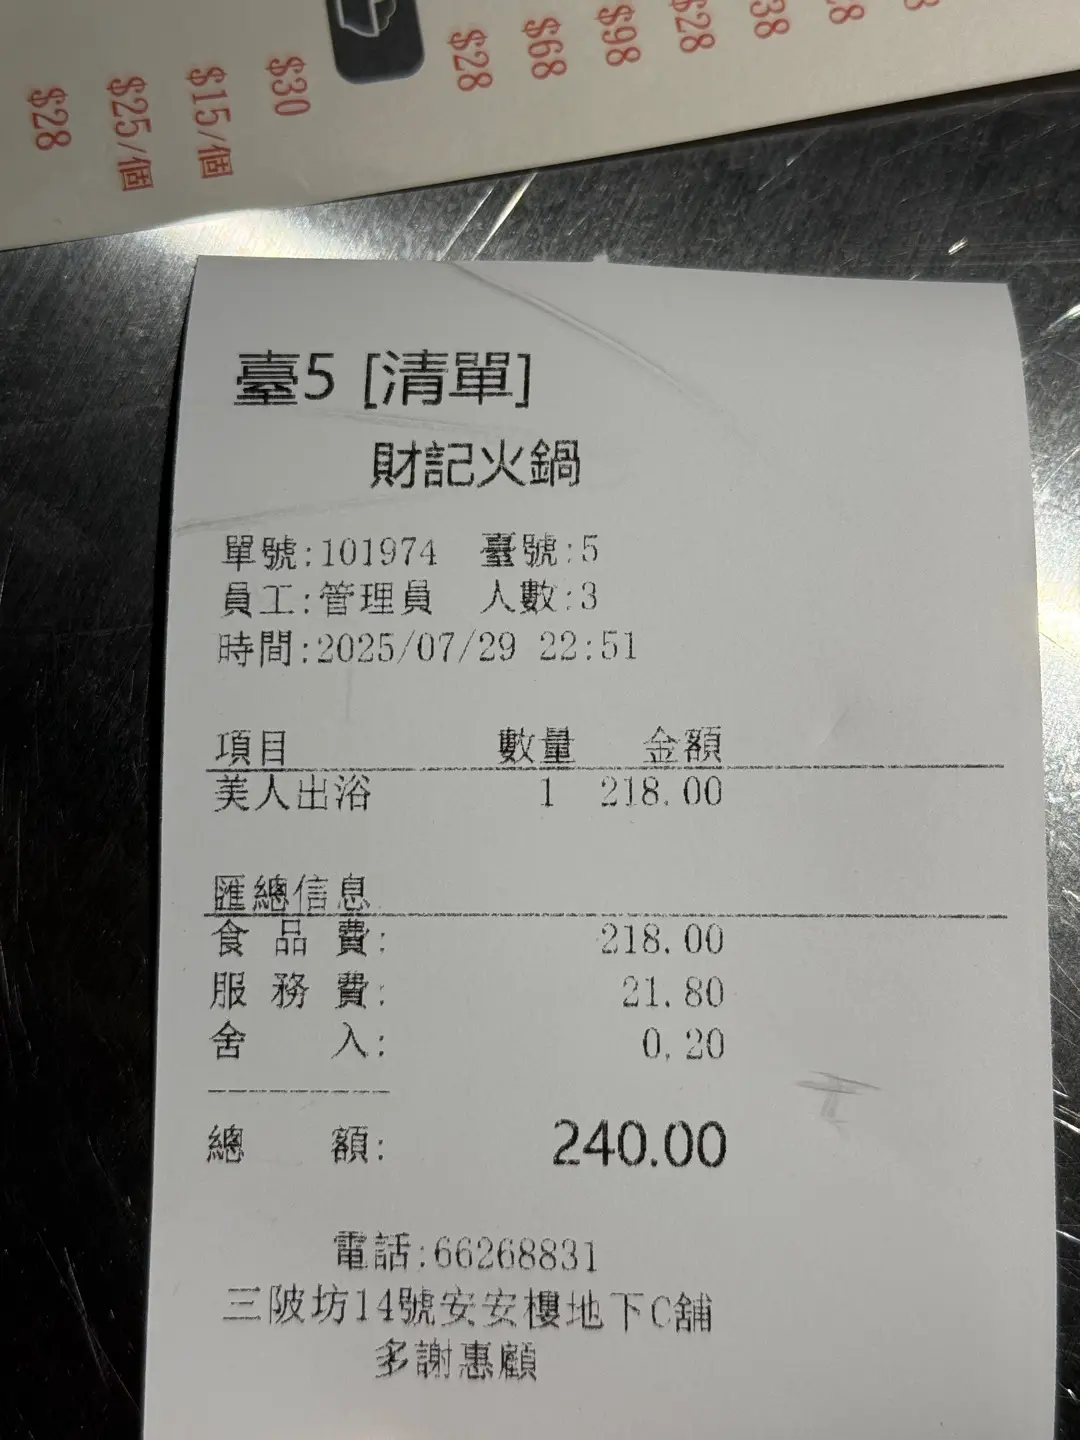 $28
$25/個
$15/個
$30
$28
$68
$98
$28
臺5 [清單]
財記火鍋
單號:101974 臺號:5
員工:管理員 人數:3
時間:2025/07/29 22:51
項目 數量 金額
美人出浴 1 218.00
匯總信息
食品費: 218.00
服務費: 21.80
舍入: 0.20
總額: 240.00
電話:66268831
三陂坊14號安安樓地下C舖
多謝惠顧